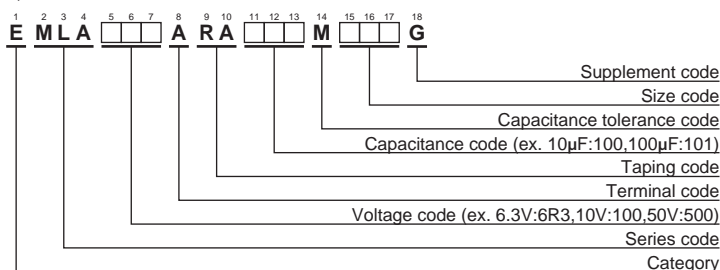 1 2 3 4 5 6 7 8 9 10 11 12 13 14 15 16 17 18
E M L A □□□ A R A □□□ M □□□ G
Supplement code
Size code
Capacitance tolerance code
Capacitance code (ex. 10μF:100,100μF:101)
Taping code
Terminal code
Voltage code (ex. 6.3V:6R3,10V:100,50V:500)
Series code
Category